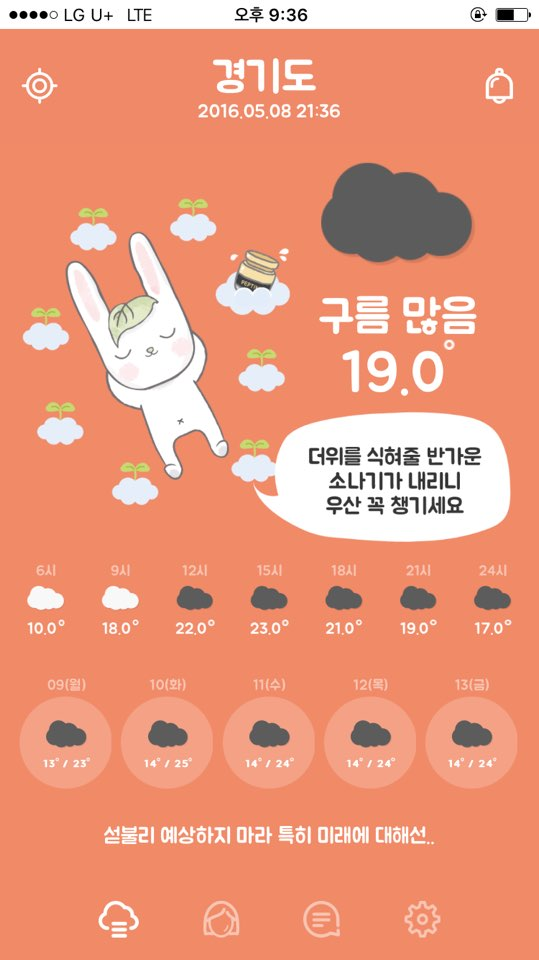 LG U+ LTE 오후 9:36
경기도
2016.05.08 21:36
구름 많음
19.0°
더위를 식혀줄 반가운
소나기가 내리니
우산 꼭 챙기세요
6시 9시 12시 15시 18시 21시 24시
10.0° 18.0° 22.0° 23.0° 21.0° 19.0° 17.0°
09(월) 10(화) 11(수) 12(목) 13(금)
13° / 23° 14° / 25° 14° / 24° 14° / 24° 14° / 24°
섣불리 예상하지 마라 특히 미래에 대해선..